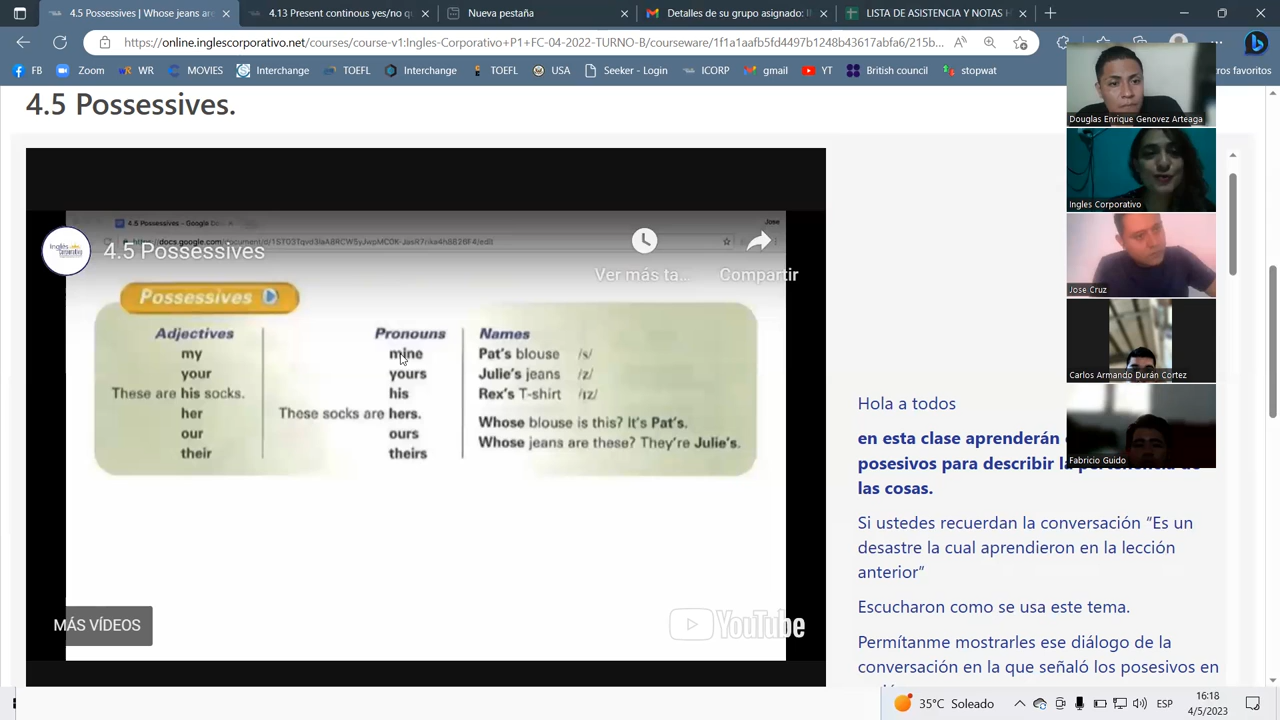 4.5 Possessives | Whose jeans are
4.13 Present continous yes/no qu
Nueva pestaña
Detalles de su grupo asignado: I
LISTA DE ASISTENCIA Y NOTAS
https://online.inglescorporativo.net/courses/course-v1:Ingles-Corporativo+P1+FC-04-2022-TURNO-B/courseware/1f1a1aafb5fd4497b1248b43617abfa6/215b...
FB
Zoom
WR
MOVIES
Interchange
TOEFL
Interchange
TOEFL
USA
Seeker - Login
ICORP
gmail
YT
British council
stopwat
ros favoritos
4.5 Possessives.
4.5 Possessives - Google Do
Jose
4.5 Possessives
Ver más ta...
Compartir
Possessives
Adjectives
my
your
These are his socks.
her
our
their
Pronouns
mine
yours
his
These socks are hers.
ours
theirs
Names
Pat's blouse /s/
Julie's jeans /z/
Rex's T-shirt /ɪz/
Whose blouse is this? It's Pat's.
Whose jeans are these? They're Julie's.
MÁS VÍDEOS
YouTube
Douglas Enrique Genovez Arteaga
Ingles Corporativo
Jose Cruz
Carlos Armando Durán Cortez
Fabricio Guido
Hola a todos
en esta clase aprenderán
posesivos para describir la
las cosas.
Si ustedes recuerdan la conversación "Es un
desastre la cual aprendieron en la lección
anterior"
Escucharon como se usa este tema.
Permítanme mostrarles ese diálogo de la
conversación en la que señaló los posesivos en
35°C Soleado
ESP
16:18
4/5/2023